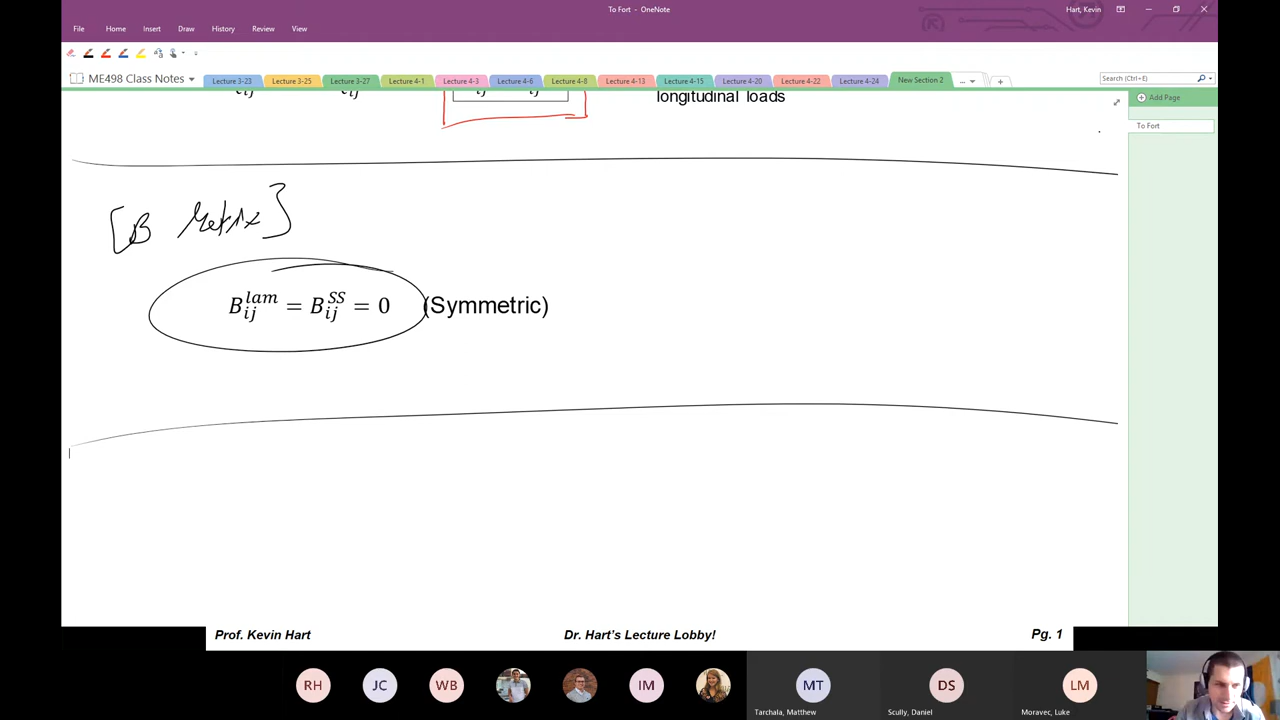 To Fort - OneNote
Hart, Kevin
File Home Insert Draw History Review View
ME498 Class Notes
Lecture 3-23 Lecture 3-25 Lecture 3-27 Lecture 4-1 Lecture 4-3 Lecture 4-6 Lecture 4-8 Lecture 4-13 Lecture 4-15 Lecture 4-20 Lecture 4-22 Lecture 4-24 New Section 2 ...
Search (Ctrl+E)
Add Page
To Fort
longitudinal loads
[B Matrix]
B_{ij}^{lam} = B_{ij}^{SS} = 0 (Symmetric)
Prof. Kevin Hart Dr. Hart's Lecture Lobby! Pg. 1
RH JC WB IM MT DS LM
Tarchala, Matthew Scully, Daniel Moravec, Luke